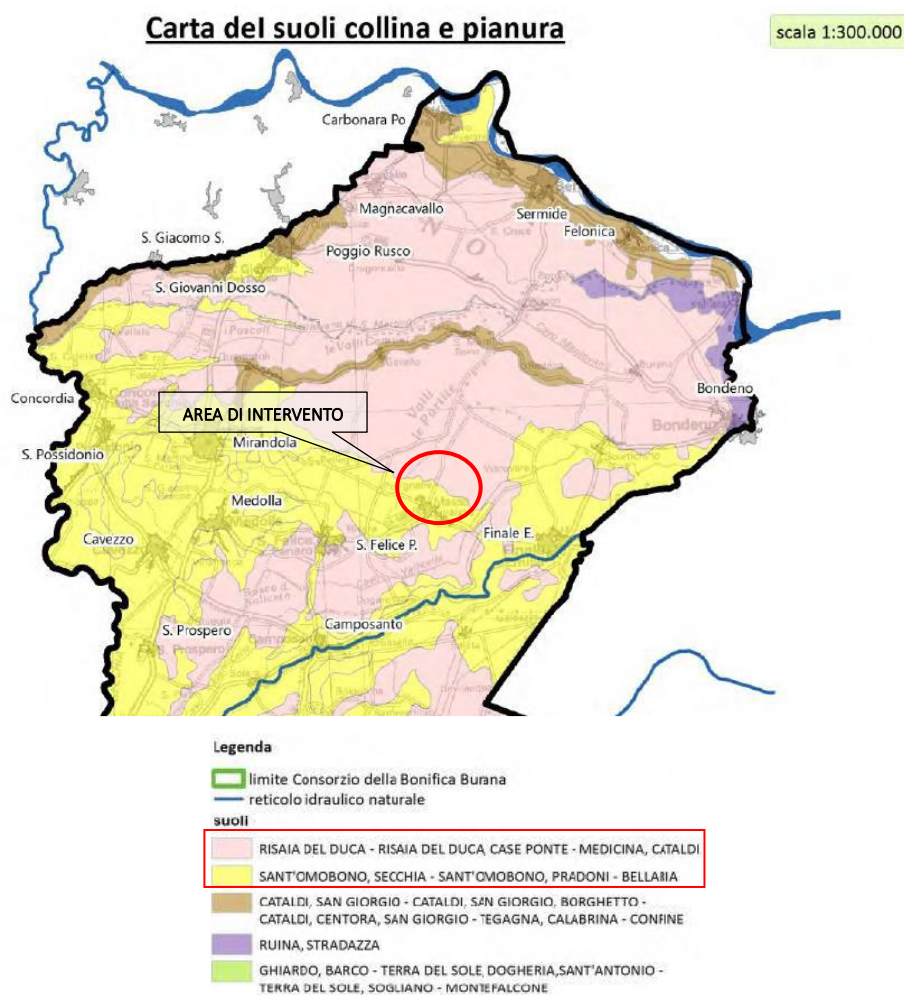 Carta del suoli collina e pianura
scala 1:300.000
Carbonara Po
Magnacavallo
Sermide
Felonica
S. Giacomo S.
Poggio Rusco
S. Giovanni Dosso
Concordia
Bondeno
Bondeno
AREA DI INTERVENTO
Mirandola
S. Possidonio
Medolla
Medolla
Cavezzo
Finale E.
S. Felice P.
Camposanto
S. Prospero
Legenda
limite Consorzio della Bonifica Burana
reticolo idraulico naturale
suoli
RISAIA DEL DUCA - RISAIA DEL DUCA, CASE PONTE - MEDICINA, CATALDI
SANT'OMOBONO, SECCHIA - SANT'OMOBONO, PRADONI - BELLARIA
CATALDI, SAN GIORGIO - CATALDI, SAN GIORGIO, BORGHETTO -
CATALDI, CENTORA, SAN GIORGIO - TEGAGNA, CALABRINA - CONFINE
RUINA, STRADAZZA
GHIARDO, BARCO - TERRA DEL SOLE, DOGHERIA,SANT'ANTONIO -
TERRA DEL SOLE, SOGLIANO - MONTEFALCONE